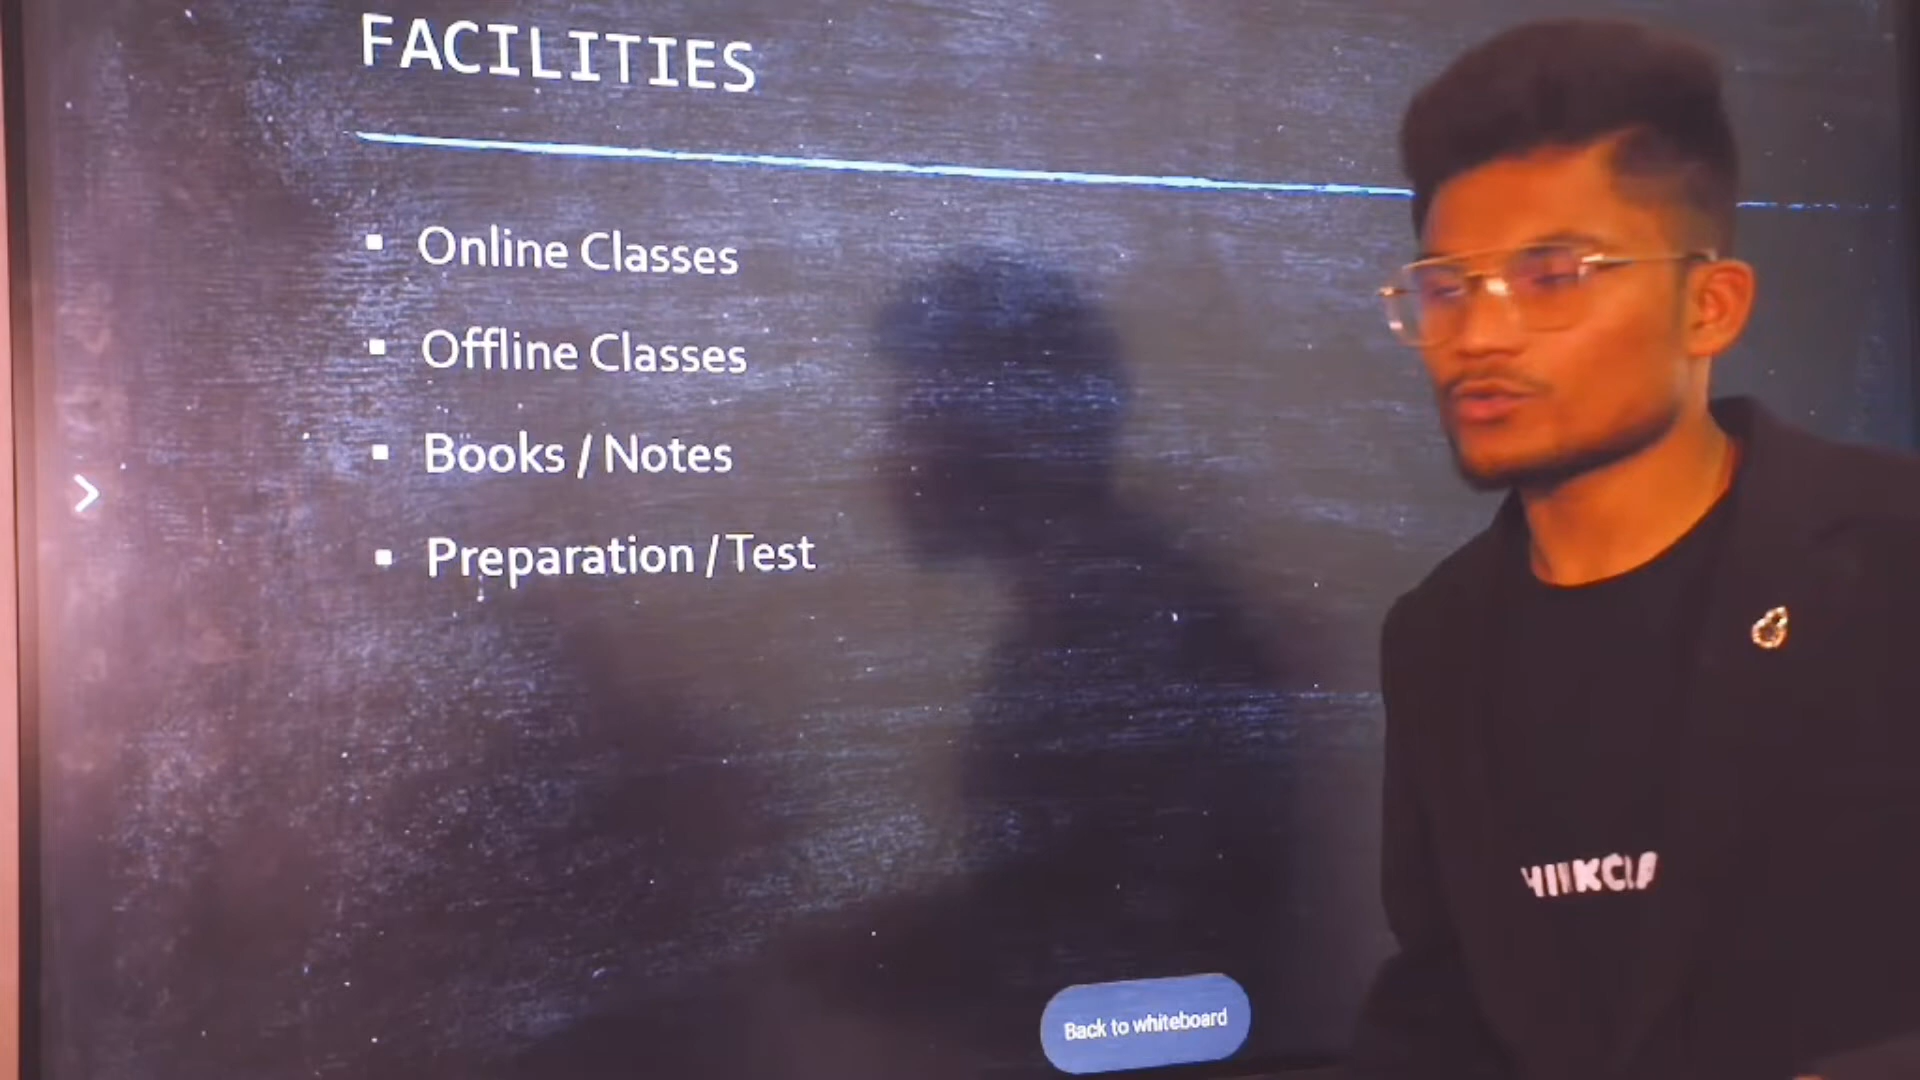 FACILITIES
Online Classes
Offline Classes
Books / Notes
Preparation / Test
Back to whiteboard